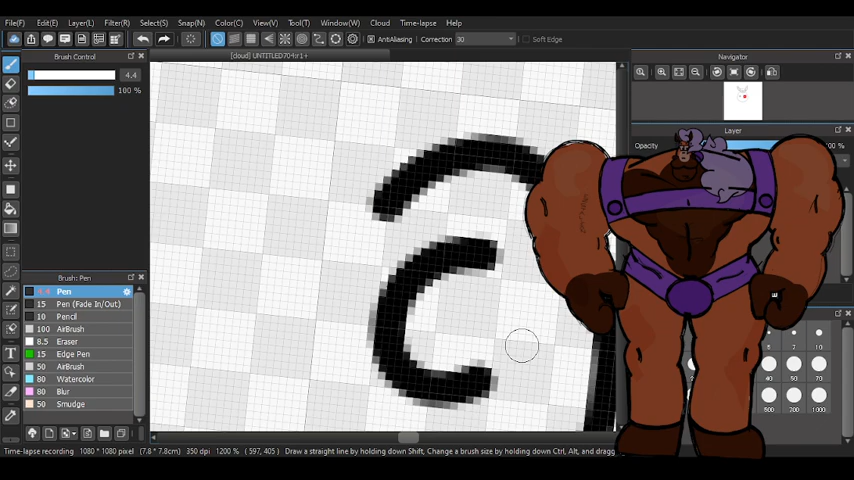 File(F) Edit(E) Layer(L) Filter(R) Select(S) Snap(N) Color(C) View(V) Tool(T) Window(W) Cloud Time-lapse Help
AntiAliasing Correction 30 Soft Edge
Brush Control
[cloud] UNTITLED704
Navigator
4.4
100 %
Layer
Opacity 100 %
Brush: Pen
4.4 Pen
15 Pen (Fade In/Out)
10 Pencil
100 AirBrush
8.5 Eraser
15 Edge Pen
50 AirBrush
80 Watercolor
80 Blur
50 Smudge
7 10
40 50 70
500 700 1000
Time-lapse recording 1080 * 1080 pixel (7.8 * 7.8cm) 350 dpi 1200 % ( 597, 405) Draw a straight line by holding down Shift, Change a brush size by holding down Ctrl, Alt, and dragg